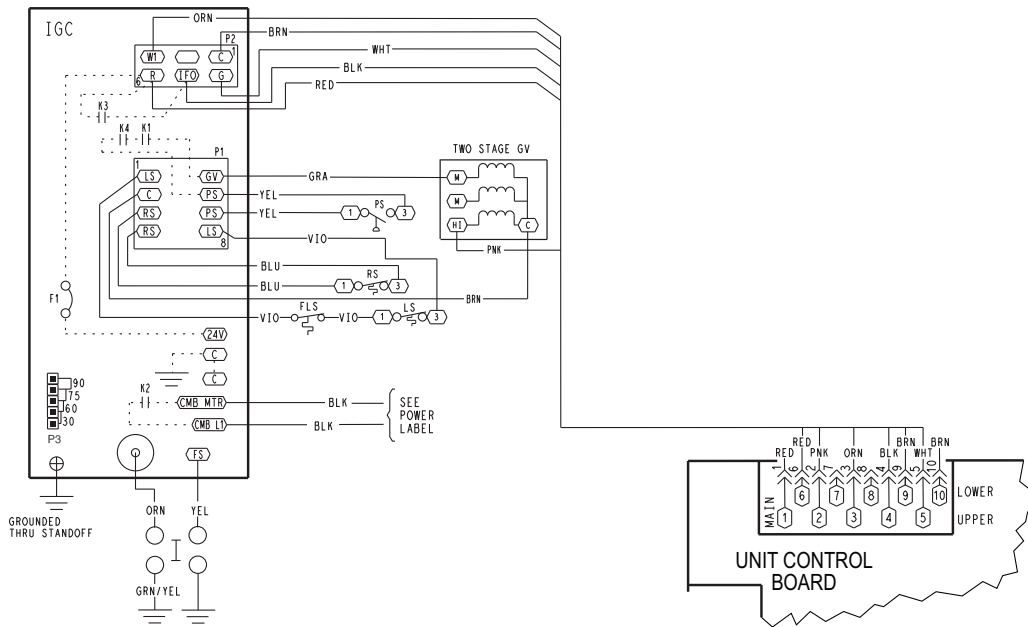 IGC
ORN
BRN
WHT
BLK
RED
P2
W1
C
1
R
IFO
G
6
K3
K4 K1
P1
1
LS
GV
C
PS
RS
PS
RS
LS
8
GRA
YEL
YEL
1 PS 3
VIO
BLU
BLU
1 RS 3
BRN
VIO FLS VIO 1 LS 3
TWO STAGE GV
M
M
HI
C
PNK
F1
24V
C
C
K2
CMB MTR
CMB L1
BLK
BLK
SEE
POWER
LABEL
90
75
60
30
P3
FS
GROUNDED
THRU STANDOFF
ORN YEL
GRN/YEL
RED RED PNK ORN BLK BRN WHT BRN
1 6 2 7 3 8 4 9 5 10
MAIN
6 7 8 9 10 LOWER
1 2 3 4 5 UPPER
UNIT CONTROL
BOARD